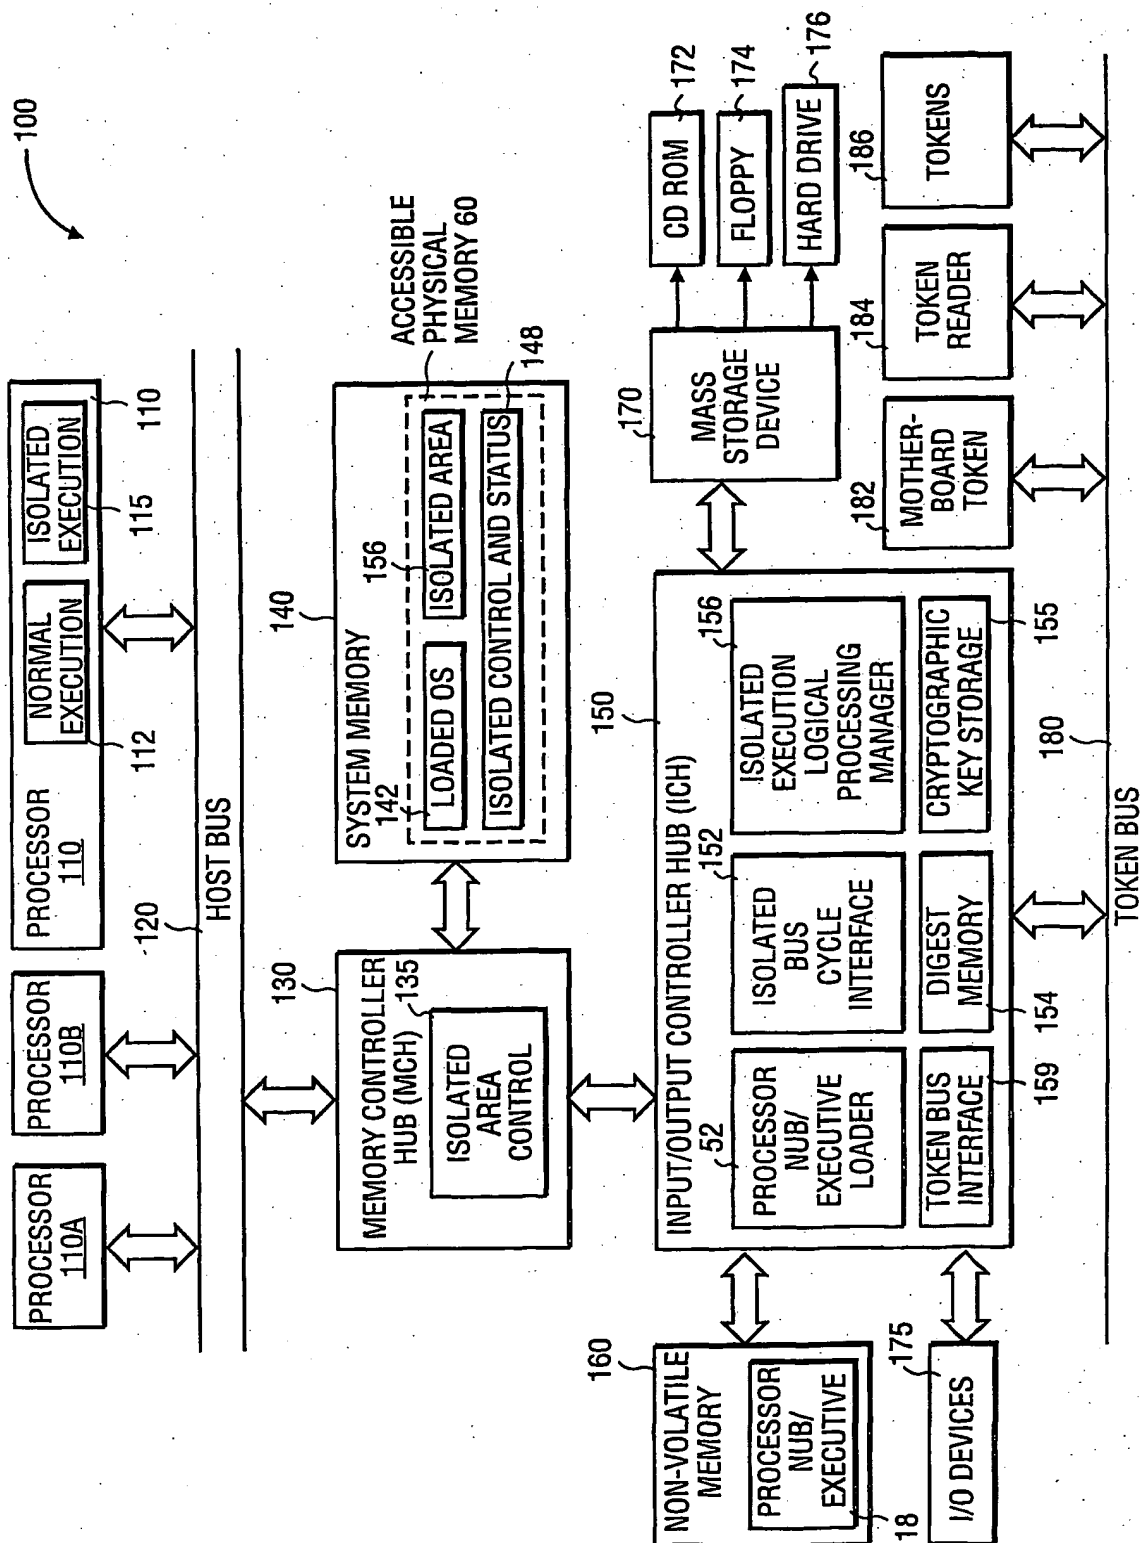 100
PROCESSOR
110A
PROCESSOR
110B
PROCESSOR
110
NORMAL
EXECUTION
112
ISOLATED
EXECUTION
115
110
120
HOST BUS
130
MEMORY CONTROLLER
HUB (MCH)
135
ISOLATED
AREA
CONTROL
140
SYSTEM MEMORY
142
LOADED OS
156
ISOLATED AREA
ISOLATED CONTROL AND STATUS
148
ACCESSIBLE
PHYSICAL
MEMORY 60
160
NON-VOLATILE
MEMORY
PROCESSOR
NUB/
EXECUTIVE
18
175
I/O DEVICES
150
INPUT/OUTPUT CONTROLLER HUB (ICH)
52
PROCESSOR
NUB/
EXECUTIVE
LOADER
152
ISOLATED
BUS
CYCLE
INTERFACE
156
ISOLATED
EXECUTION
LOGICAL
PROCESSING
MANAGER
TOKEN BUS
INTERFACE
159
DIGEST
MEMORY
154
CRYPTOGRAPHIC
KEY STORAGE
155
170
MASS
STORAGE
DEVICE
CD ROM
172
FLOPPY
174
HARD DRIVE
176
182
MOTHER-
BOARD
TOKEN
184
TOKEN
READER
186
TOKENS
180
TOKEN BUS